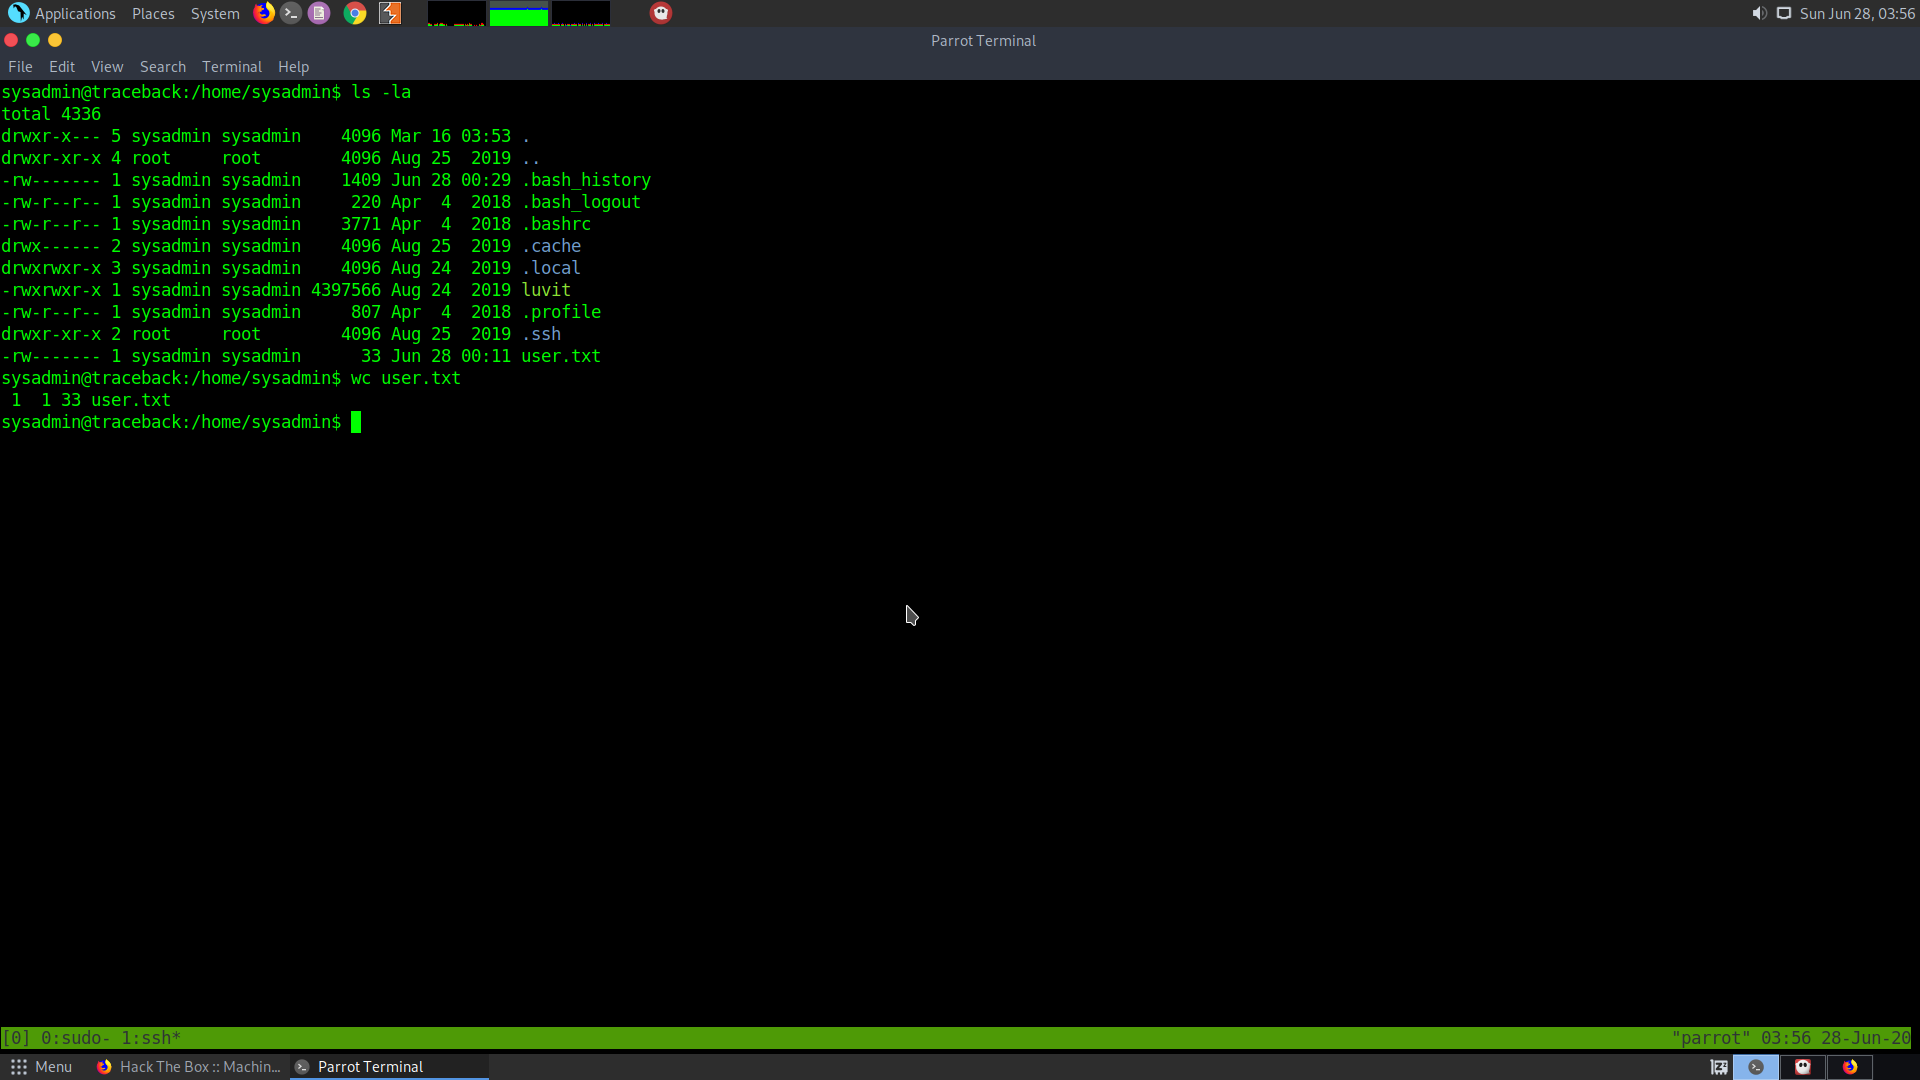 Applications Places System Sun Jun 28, 03:56
Parrot Terminal
File Edit View Search Terminal Help
sysadmin@traceback:/home/sysadmin$ ls -la
total 4336
drwxr-x--- 5 sysadmin sysadmin    4096 Mar 16 03:53 .
drwxr-xr-x 4 root     root        4096 Aug 25  2019 ..
-rw------- 1 sysadmin sysadmin    1409 Jun 28 00:29 .bash_history
-rw-r--r-- 1 sysadmin sysadmin     220 Apr  4  2018 .bash_logout
-rw-r--r-- 1 sysadmin sysadmin    3771 Apr  4  2018 .bashrc
drwx------ 2 sysadmin sysadmin    4096 Aug 25  2019 .cache
drwxrwxr-x 3 sysadmin sysadmin    4096 Aug 24  2019 .local
-rwxrwxr-x 1 sysadmin sysadmin 4397566 Aug 24  2019 luvit
-rw-r--r-- 1 sysadmin sysadmin     807 Apr  4  2018 .profile
drwxr-xr-x 2 root     root        4096 Aug 25  2019 .ssh
-rw------- 1 sysadmin sysadmin      33 Jun 28 00:11 user.txt
sysadmin@traceback:/home/sysadmin$ wc user.txt
 1  1 33 user.txt
sysadmin@traceback:/home/sysadmin$
[0] 0:sudo- 1:ssh* "parrot" 03:56 28-Jun-20
Menu Hack The Box :: Machin... Parrot Terminal